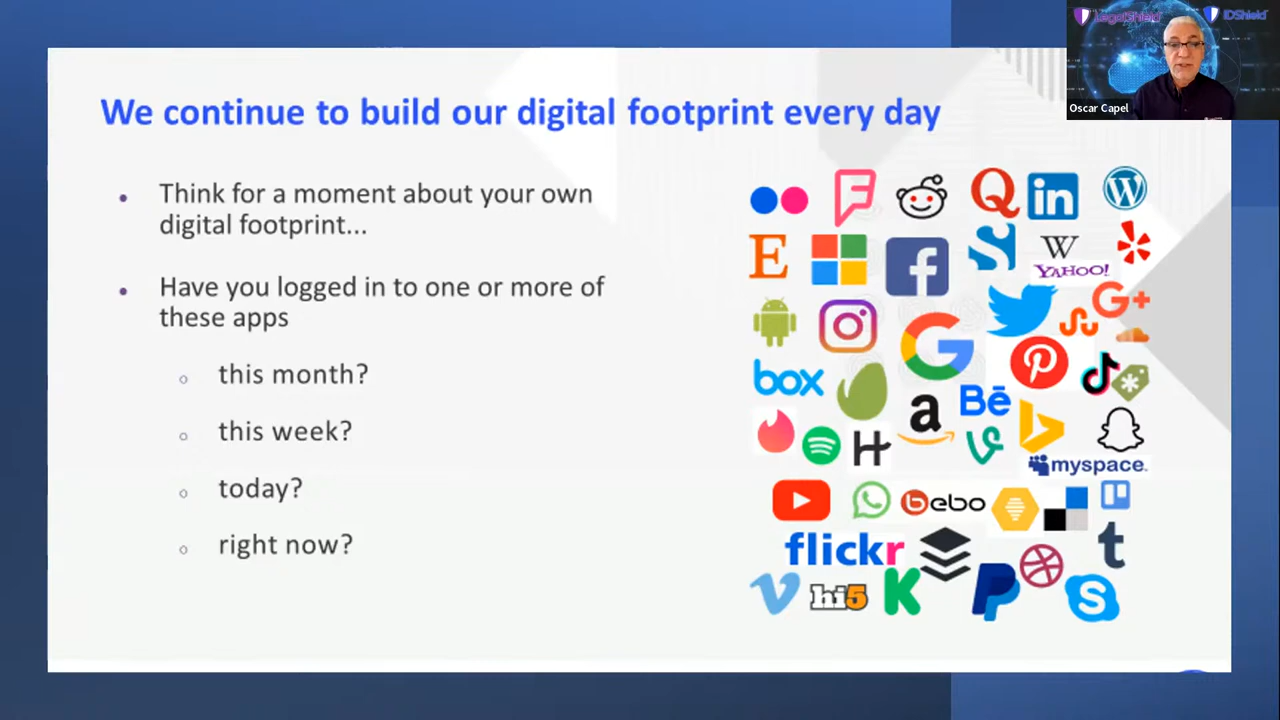 LegalShield
IDShield
Oscar Capel
We continue to build our digital footprint every day
• Think for a moment about your own
digital footprint...
• Have you logged in to one or more of
these apps
o this month?
o this week?
o today?
o right now?
in
W
E
f
W
YAHOO!
G+
G
box
a
Bē
H
myspace.
bebo
flickr
t
hi5
K
S